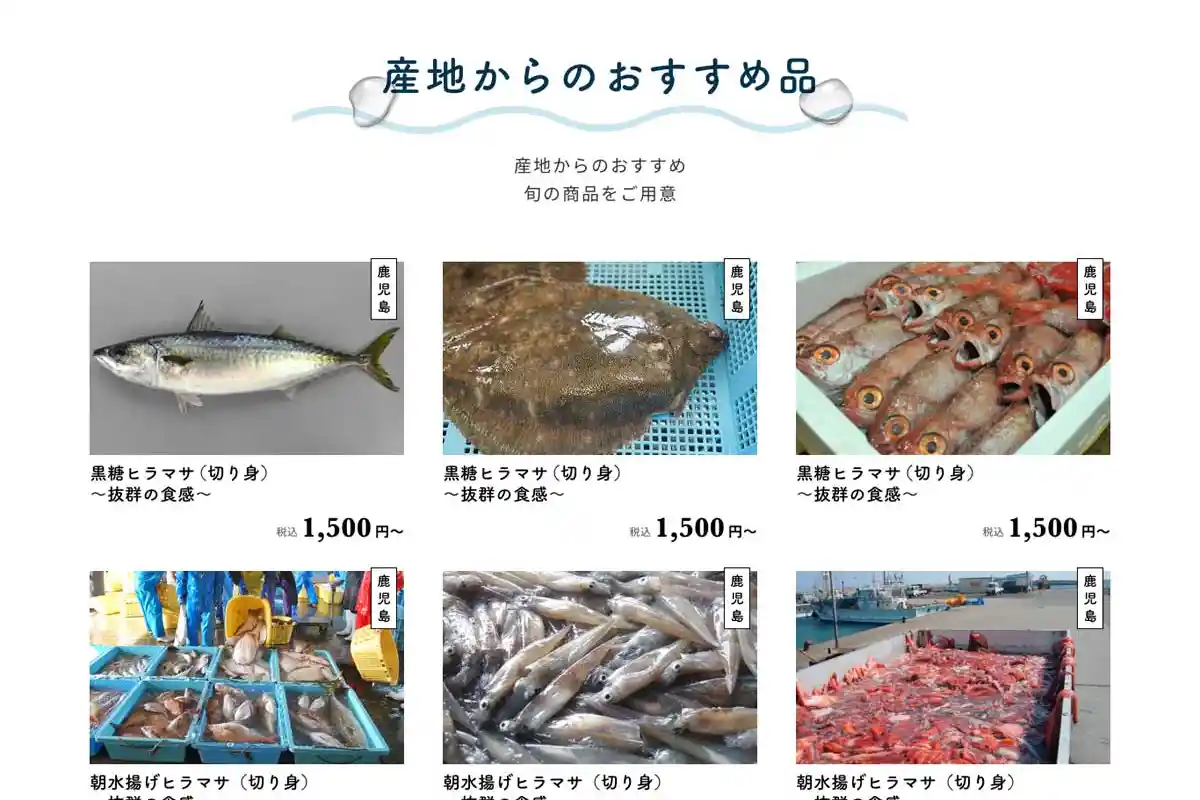 産地からのおすすめ品
産地からのおすすめ
旬の商品をご用意
鹿児島
鹿児島
鹿児島
黒糖ヒラマサ（切り身）
～抜群の食感～
税込 1,500円～
黒糖ヒラマサ（切り身）
～抜群の食感～
税込 1,500円～
黒糖ヒラマサ（切り身）
～抜群の食感～
税込 1,500円～
鹿児島
鹿児島
鹿児島
朝水揚げヒラマサ（切り身）
朝水揚げヒラマサ（切り身）
朝水揚げヒラマサ（切り身）